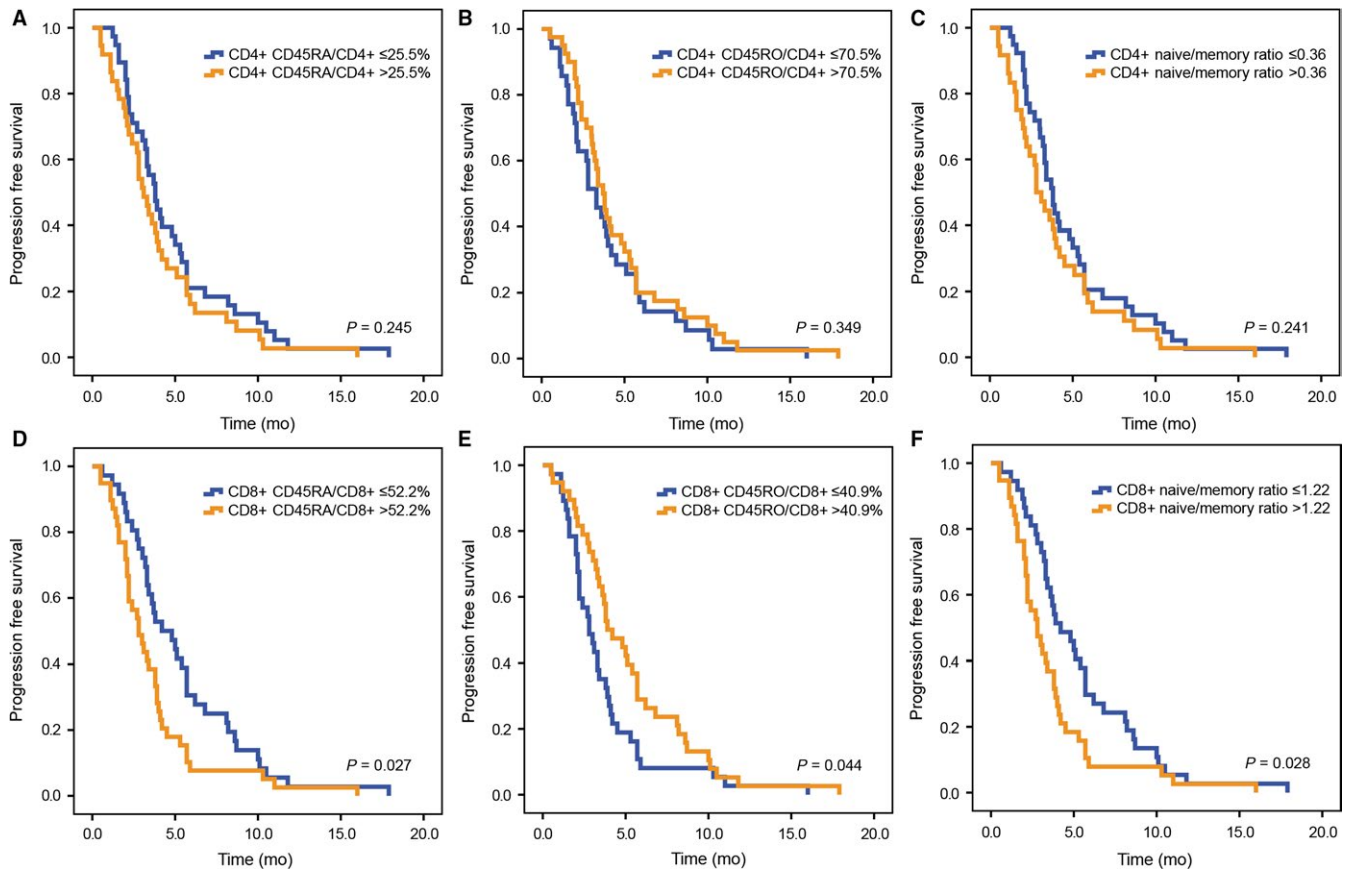 A
CD4+ CD45RA/CD4+ ≤25.5%
CD4+ CD45RA/CD4+ >25.5%
Progression free survival
1.0
0.8
0.6
0.4
0.2
0.0
P = 0.245
0.0 5.0 10.0 15.0 20.0
Time (mo)
B
CD4+ CD45RO/CD4+ ≤70.5%
CD4+ CD45RO/CD4+ >70.5%
Progression free survival
1.0
0.8
0.6
0.4
0.2
0.0
P = 0.349
0.0 5.0 10.0 15.0 20.0
Time (mo)
C
CD4+ naive/memory ratio ≤0.36
CD4+ naive/memory ratio >0.36
Progression free survival
1.0
0.8
0.6
0.4
0.2
0.0
P = 0.241
0.0 5.0 10.0 15.0 20.0
Time (mo)
D
CD8+ CD45RA/CD8+ ≤52.2%
CD8+ CD45RA/CD8+ >52.2%
Progression free survival
1.0
0.8
0.6
0.4
0.2
0.0
P = 0.027
0.0 5.0 10.0 15.0 20.0
Time (mo)
E
CD8+ CD45RO/CD8+ ≤40.9%
CD8+ CD45RO/CD8+ >40.9%
Progression free survival
1.0
0.8
0.6
0.4
0.2
0.0
P = 0.044
0.0 5.0 10.0 15.0 20.0
Time (mo)
F
CD8+ naive/memory ratio ≤1.22
CD8+ naive/memory ratio >1.22
Progression free survival
1.0
0.8
0.6
0.4
0.2
0.0
P = 0.028
0.0 5.0 10.0 15.0 20.0
Time (mo)